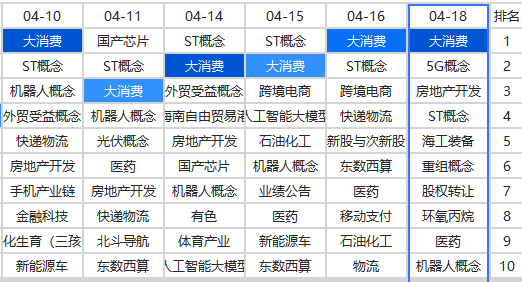 04-10 04-11 04-14 04-15 04-16 04-18 排名
大消费 国产芯片 ST概念 ST概念 大消费 大消费 1
ST概念 ST概念 大消费 大消费 ST概念 5G概念 2
机器人概念 大消费 外贸受益概念 跨境电商 跨境电商 房地产开发 3
外贸受益概念 机器人概念 海南自由贸易港 人工智能大模型 快递物流 ST概念 4
快递物流 光伏概念 房地产开发 石油化工 新股与次新股 海工装备 5
房地产开发 医药 国产芯片 机器人概念 东数西算 重组概念 6
手机产业链 房地产开发 机器人概念 业绩公告 医药 股权转让 7
金融科技 快递物流 有色 医药 移动支付 环氧丙烷 8
化生育（三孩 北斗导航 体育产业 新能源车 石油化工 医药 9
新能源车 东数西算 人工智能大模型 东数西算 物流 机器人概念 10